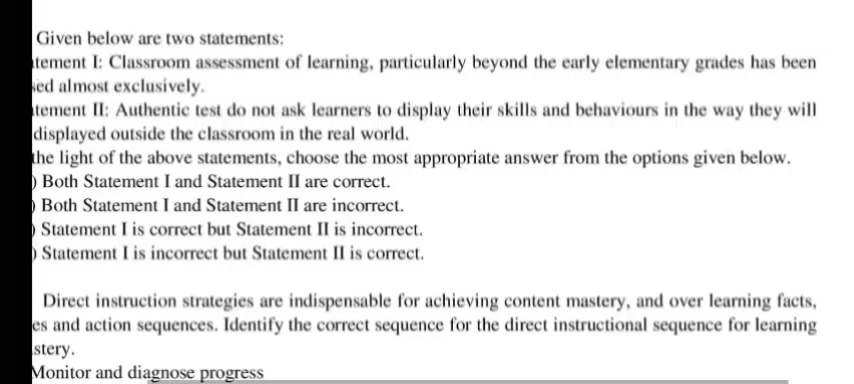 Given below are two statements:
tement I: Classroom assessment of learning, particularly beyond the early elementary grades has been
sed almost exclusively.
tement II: Authentic test do not ask learners to display their skills and behaviours in the way they will
displayed outside the classroom in the real world.
the light of the above statements, choose the most appropriate answer from the options given below.
) Both Statement I and Statement II are correct.
) Both Statement I and Statement II are incorrect.
) Statement I is correct but Statement II is incorrect.
) Statement I is incorrect but Statement II is correct.
Direct instruction strategies are indispensable for achieving content mastery, and over learning facts,
es and action sequences. Identify the correct sequence for the direct instructional sequence for learning
stery.
Monitor and diagnose progress